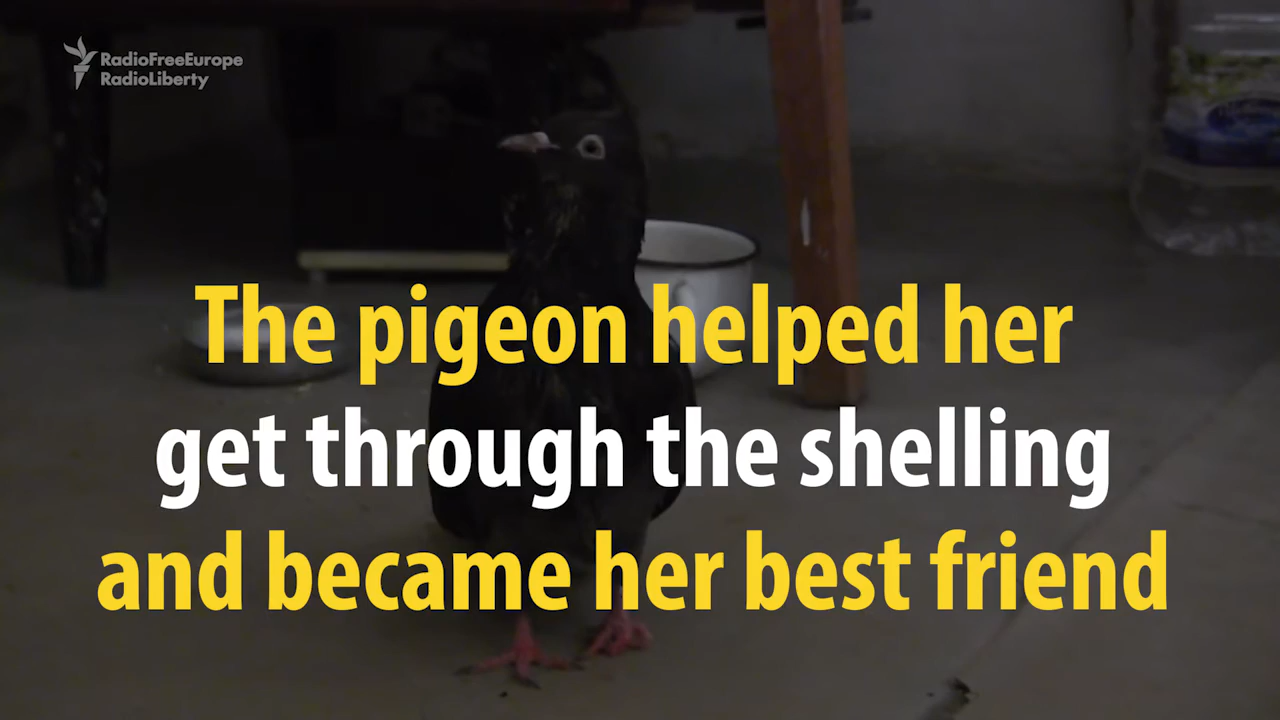 RadioFreeEurope
RadioLiberty
The pigeon helped her
get through the shelling
and became her best friend